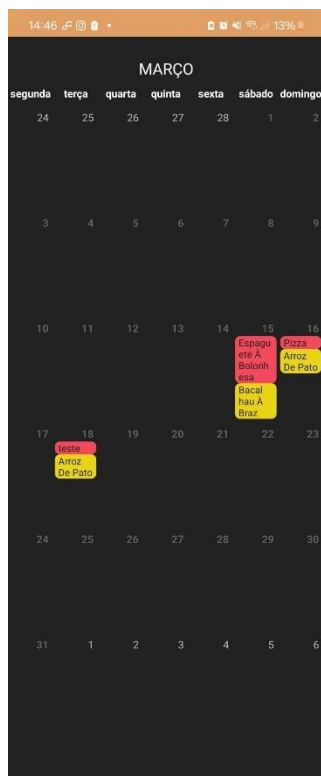 14:46 13%
MARÇO
segunda terça quarta quinta sexta sábado domingo
24 25 26 27 28 1 2
3 4 5 6 7 8 9
10 11 12 13 14 15 16
Espagu
ete À
Bolonh
esa
Bacal
hau À
Braz
Pizza
Arroz
De Pato
17 18 19 20 21 22 23
teste
Arroz
De Pato
24 25 26 27 28 29 30
31 1 2 3 4 5 6